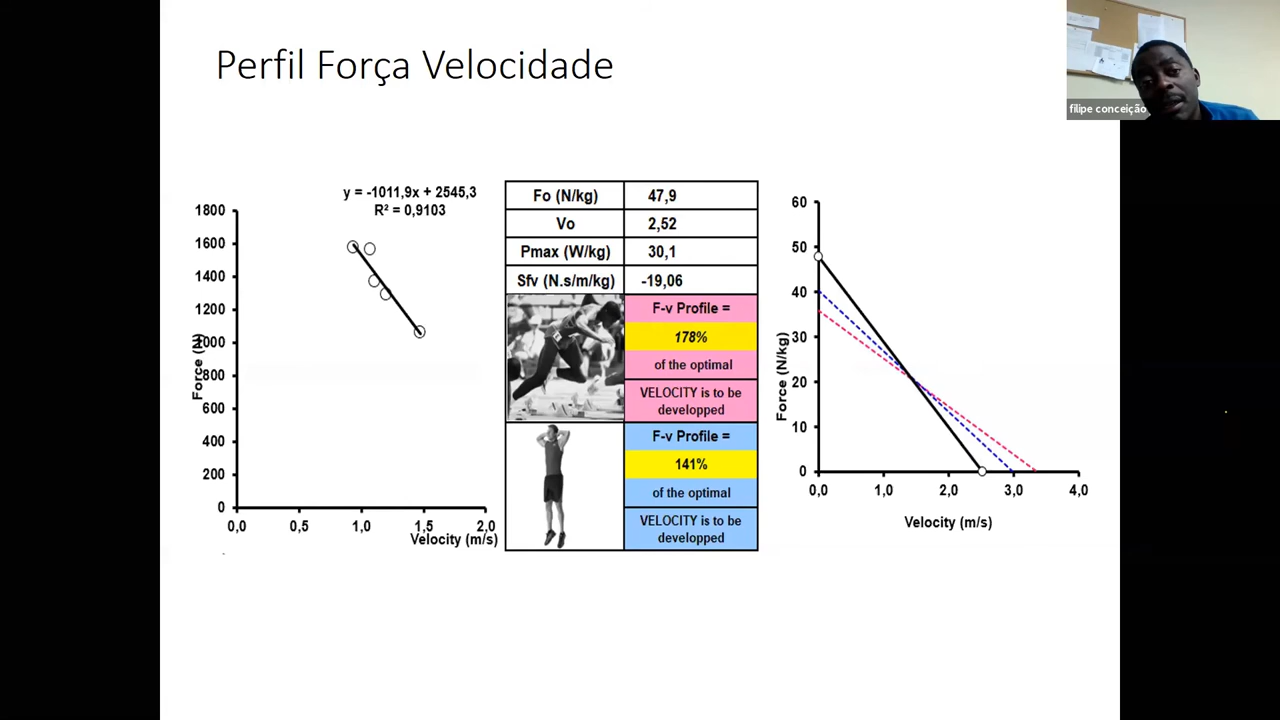 Perfil Força Velocidade
filipe conceição
y = -1011,9x + 2545,3
R² = 0,9103
1800
1600
1400
1200
1000
800
600
400
200
0
Force (N)
0,0 0,5 1,0 1,5 2,0
Velocity (m/s)
Fo (N/kg) 47,9
Vo 2,52
Pmax (W/kg) 30,1
Sfv (N.s/m/kg) -19,06
F-v Profile =
178%
of the optimal
VELOCITY is to be
developped
F-v Profile =
141%
of the optimal
VELOCITY is to be
developped
60
50
40
30
20
10
0
Force (N/kg)
0,0 1,0 2,0 3,0 4,0
Velocity (m/s)